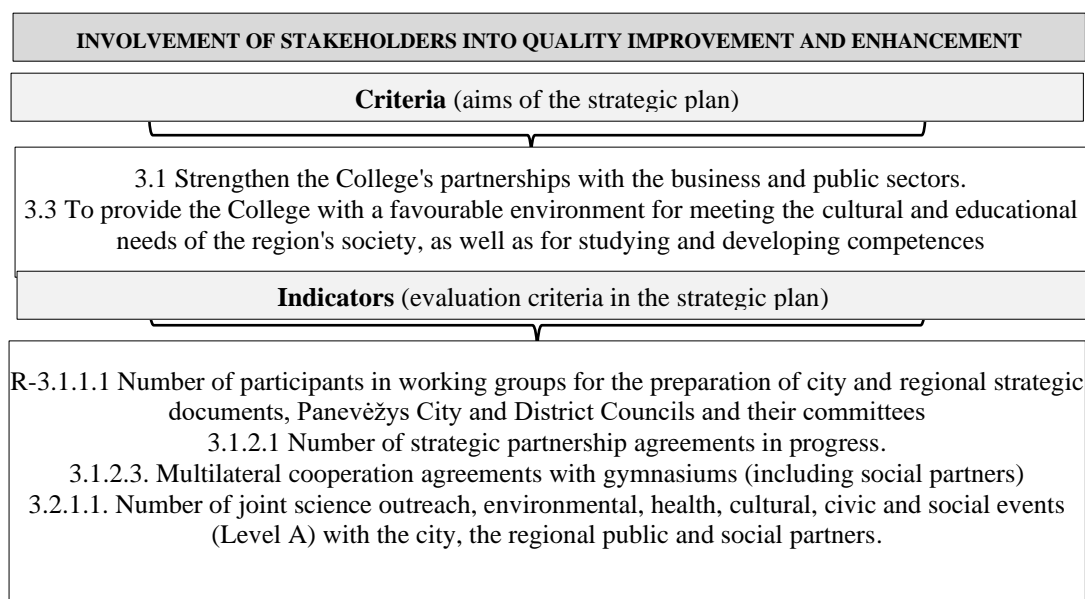 INVOLVEMENT OF STAKEHOLDERS INTO QUALITY IMPROVEMENT AND ENHANCEMENT
Criteria (aims of the strategic plan)
3.1 Strengthen the College's partnerships with the business and public sectors.
3.3 To provide the College with a favourable environment for meeting the cultural and educational
needs of the region's society, as well as for studying and developing competences
Indicators (evaluation criteria in the strategic plan)
R-3.1.1.1 Number of participants in working groups for the preparation of city and regional strategic
documents, Panevėžys City and District Councils and their committees
3.1.2.1 Number of strategic partnership agreements in progress.
3.1.2.3. Multilateral cooperation agreements with gymnasiums (including social partners)
3.2.1.1. Number of joint science outreach, environmental, health, cultural, civic and social events
(Level A) with the city, the regional public and social partners.